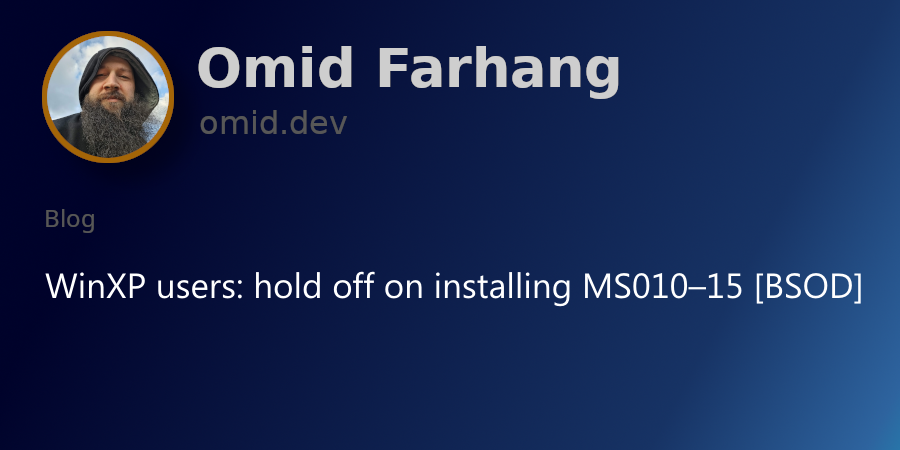 Omid Farhang
omid.dev
Blog
WinXP users: hold off on installing MS010–15 [BSOD]